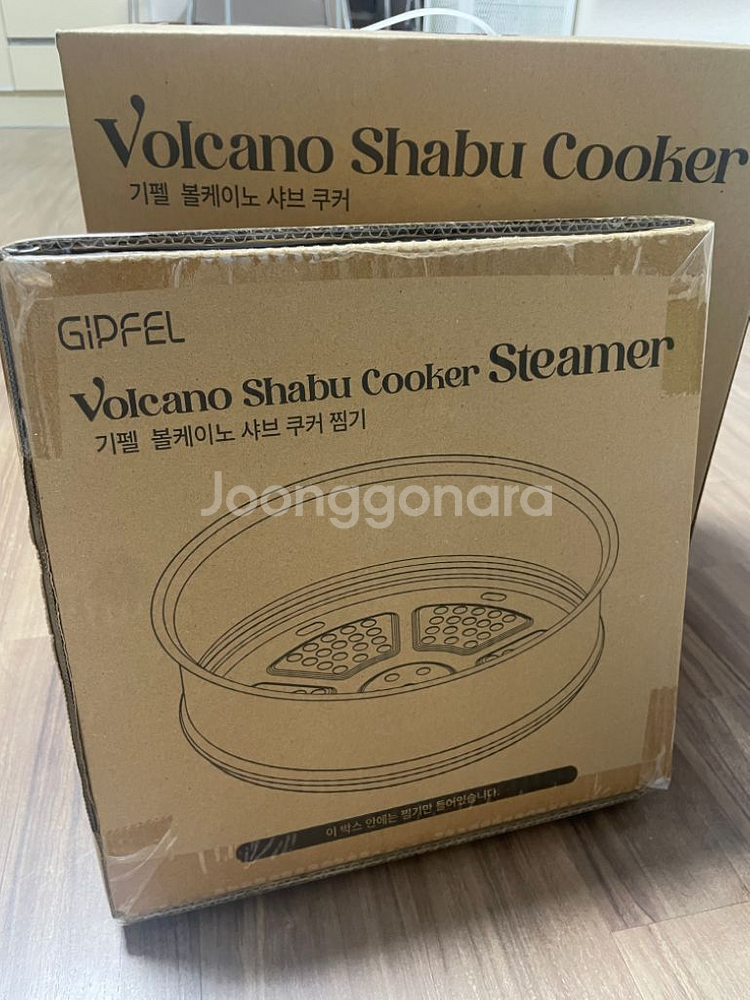 Volcano Shabu Cooker
기펠 볼케이노 샤브 쿠커
GIPFEL
Volcano Shabu Cooker Steamer
기펠 볼케이노 샤브 쿠커 찜기
Joonggonara
이 박스 안에는 찜기만 들어있습니다.